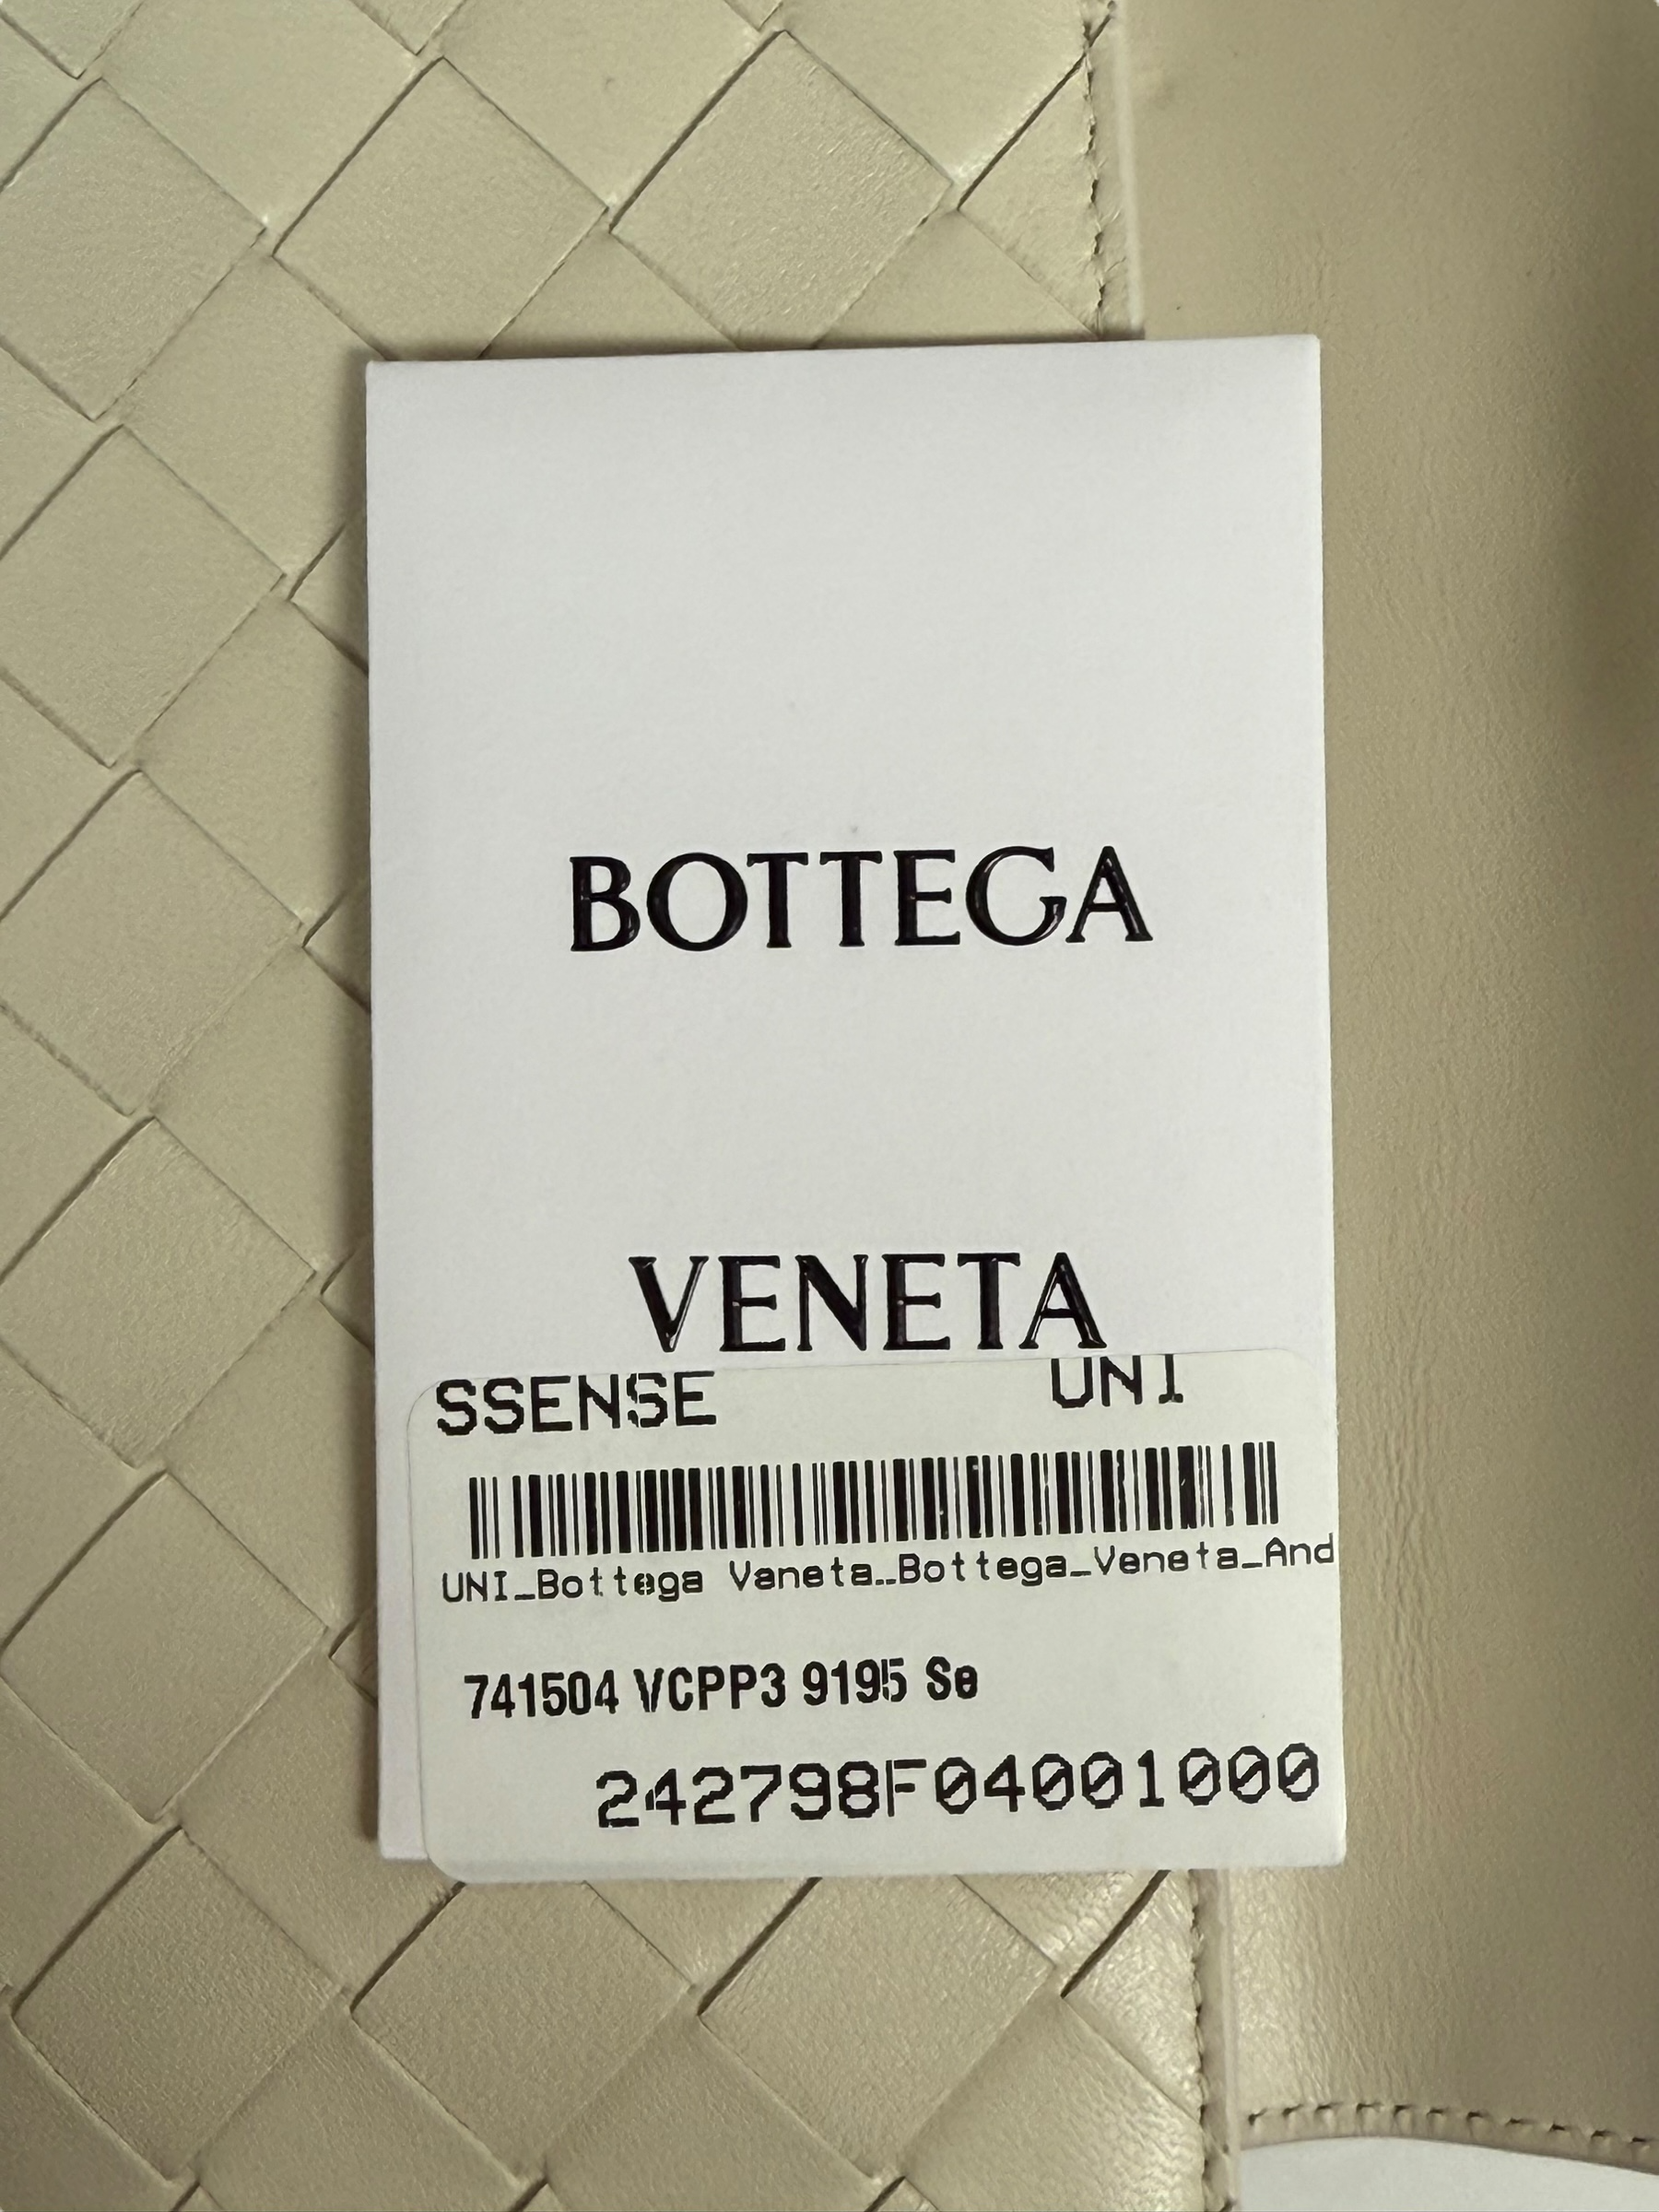 BOTTEGA
VENETA
SSENSE UNI
UNI_Bottega Vaneta_Bottega_Veneta_And
741504 VCPP3 9195 Se
242798F04001000